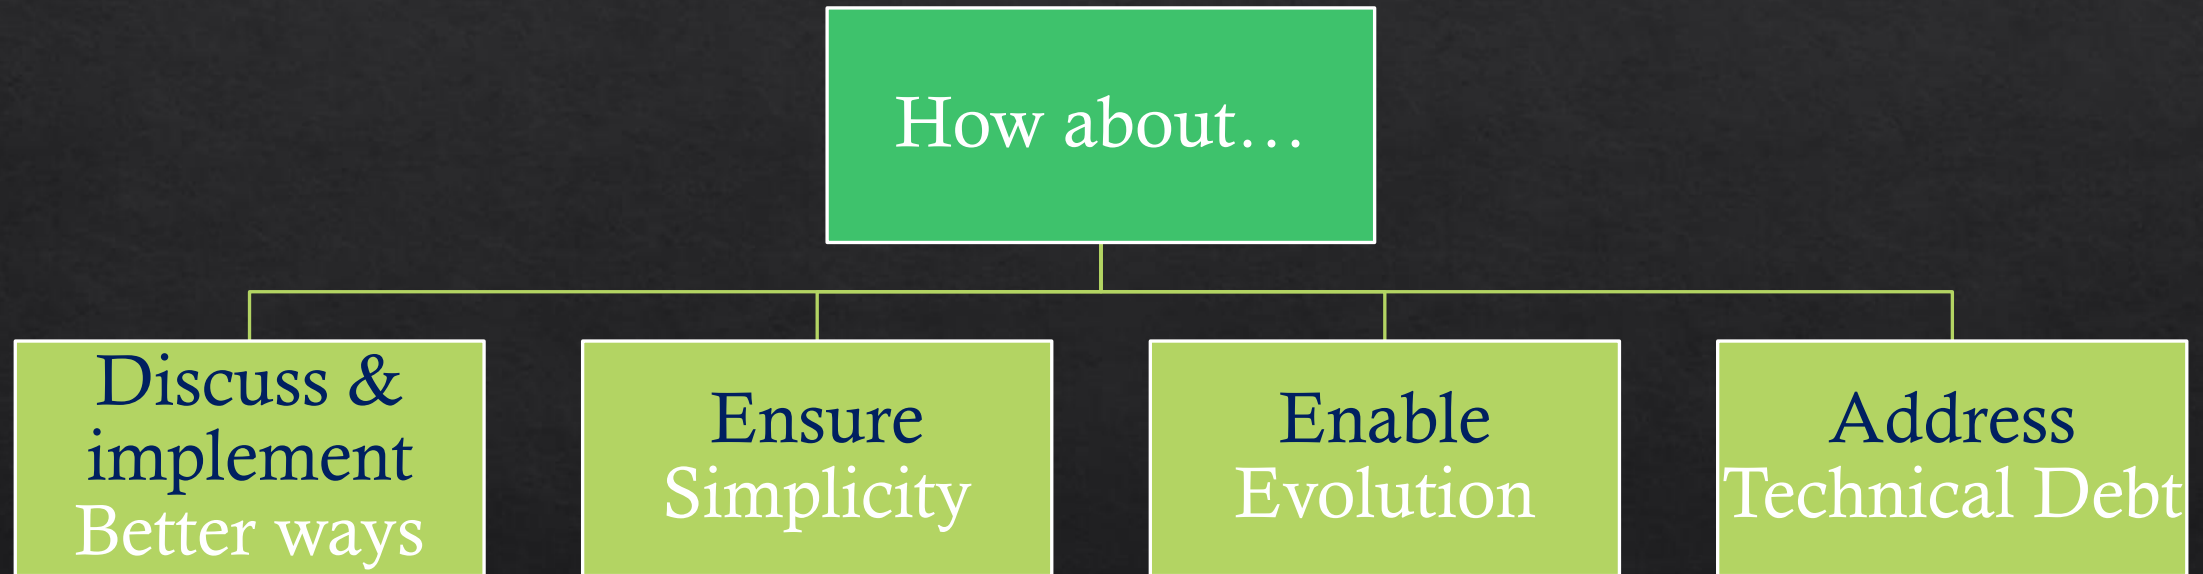 How about…
Discuss &
implement
Better ways
Ensure
Simplicity
Enable
Evolution
Address
Technical Debt